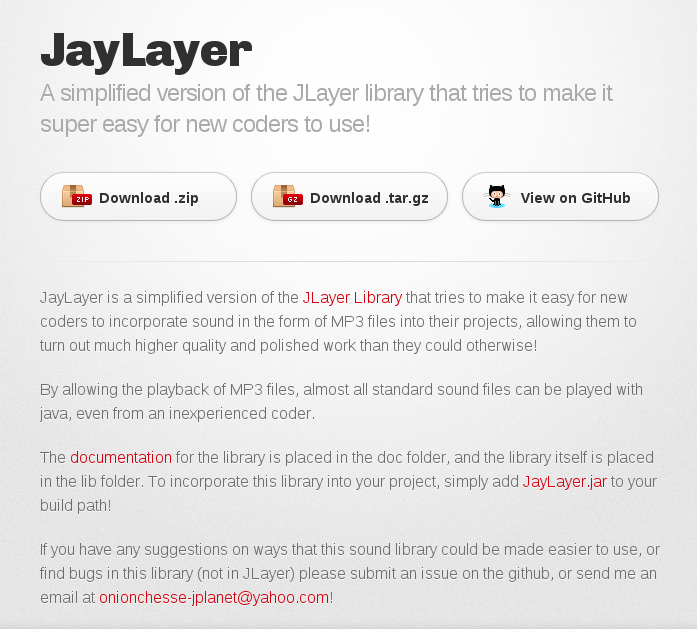 JayLayer
A simplified version of the JLayer library that tries to make it
super easy for new coders to use!
ZIP Download .zip
GZ Download .tar.gz
View on GitHub
JayLayer is a simplified version of the JLayer Library that tries to make it easy for new
coders to incorporate sound in the form of MP3 files into their projects, allowing them to
turn out much higher quality and polished work than they could otherwise!
By allowing the playback of MP3 files, almost all standard sound files can be played with
java, even from an inexperienced coder.
The documentation for the library is placed in the doc folder, and the library itself is placed
in the lib folder. To incorporate this library into your project, simply add JayLayer.jar to your
build path!
If you have any suggestions on ways that this sound library could be made easier to use, or
find bugs in this library (not in JLayer) please submit an issue on the github, or send me an
email at onionchesse-jplanet@yahoo.com!